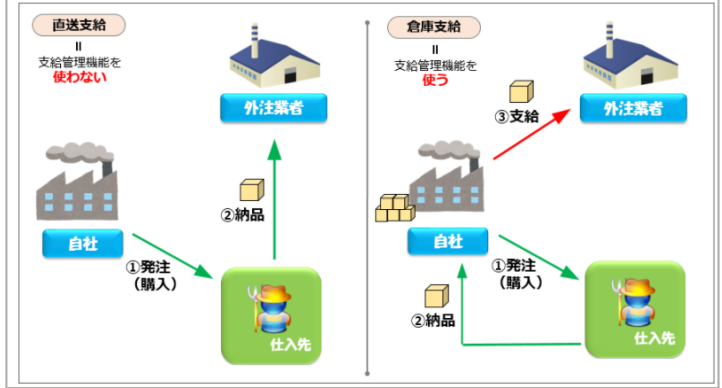 直送支給
=
支給管理機能を
使わない
外注業者
②納品
自社
①発注
(購入)
仕入先
倉庫支給
=
支給管理機能を
使う
③支給
外注業者
自社
①発注
(購入)
②納品
仕入先